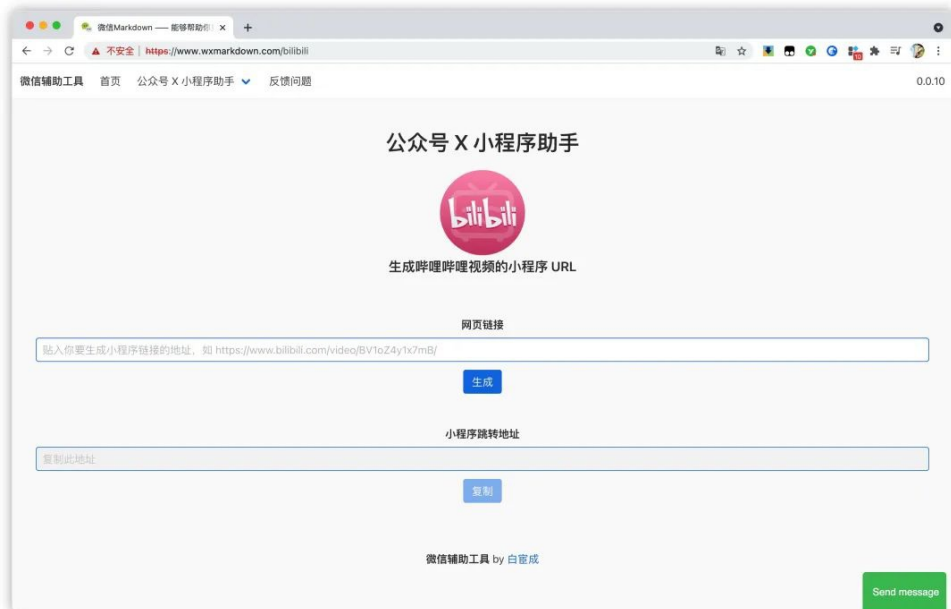 微信Markdown —— 能够帮助你
不安全 | https://www.wxmarkdown.com/bilibili
10
微信辅助工具 首页 公众号 X 小程序助手 反馈问题 0.0.10
公众号 X 小程序助手
bilibili
生成哔哩哔哩视频的小程序 URL
网页链接
贴入你要生成小程序链接的地址，如 https://www.bilibili.com/video/BV1oZ4y1x7mB/
生成
小程序跳转地址
复制此地址
复制
微信辅助工具 by 白宦成
Send message